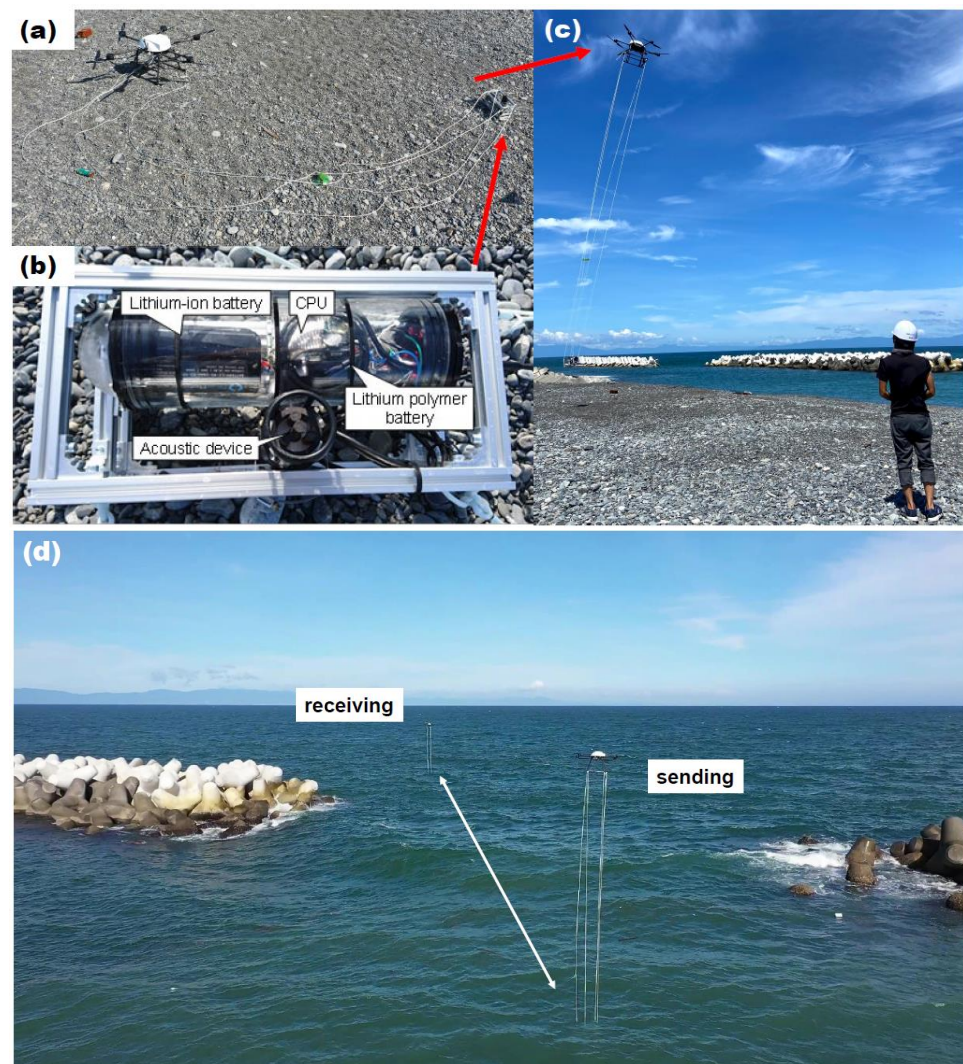 (a)
(c)
(b)
Lithium-ion battery
CPU
Lithium polymer
battery
Acoustic device
(d)
receiving
sending